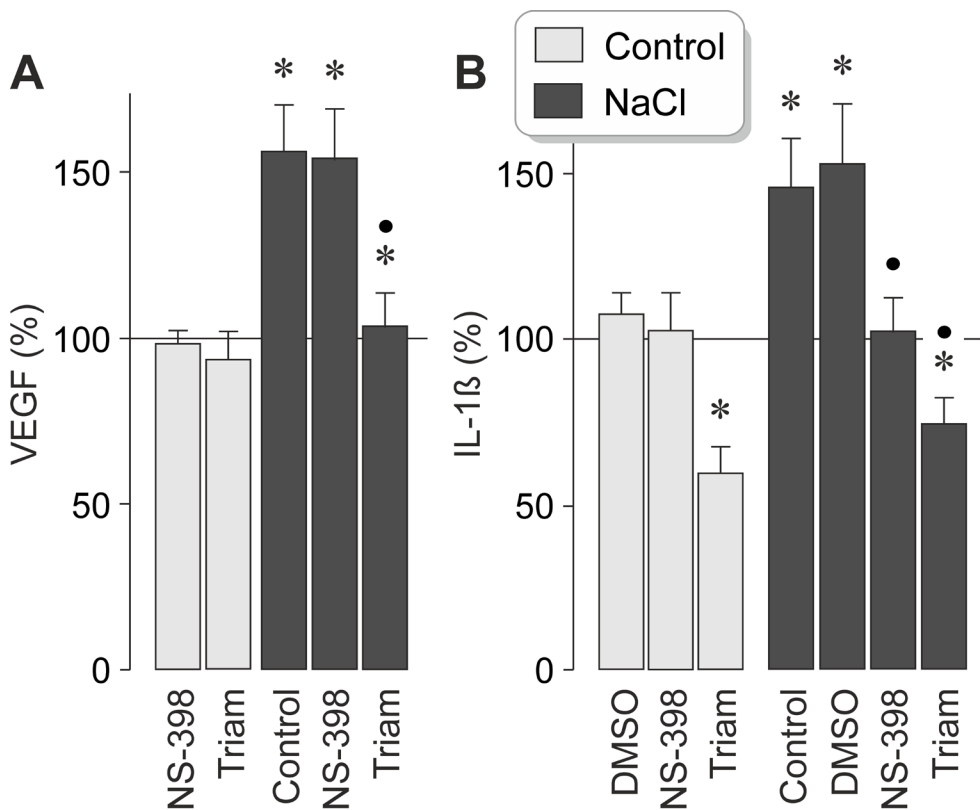 A
VEGF (%)
150
100
50
0
*
*
•
*
NS-398
Triam
Control
NS-398
Triam
B
Control
NaCl
IL-1ß (%)
150
100
50
0
*
*
*
•
•
*
DMSO
NS-398
Triam
Control
DMSO
NS-398
Triam